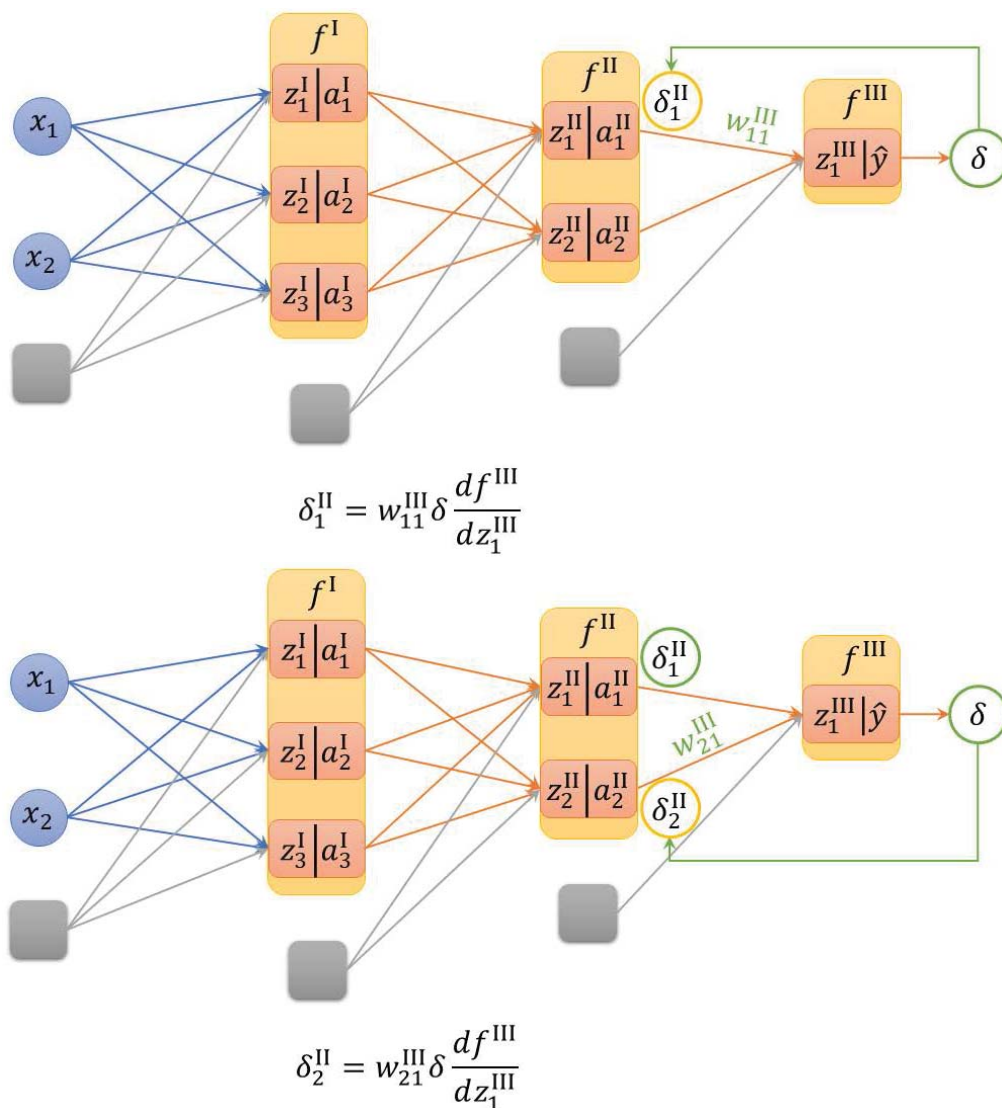 f^I
f^II
f^III
x_1
x_2
z_1^I | a_1^I
z_2^I | a_2^I
z_3^I | a_3^I
z_1^II | a_1^II
z_2^II | a_2^II
δ_1^II
w_11^III
z_1^III | ŷ
δ
δ_1^II = w_11^III δ df^III / dz_1^III
f^I
f^II
f^III
x_1
x_2
z_1^I | a_1^I
z_2^I | a_2^I
z_3^I | a_3^I
z_1^II | a_1^II
z_2^II | a_2^II
δ_1^II
w_21^III
δ_2^II
z_1^III | ŷ
δ
δ_2^II = w_21^III δ df^III / dz_1^III